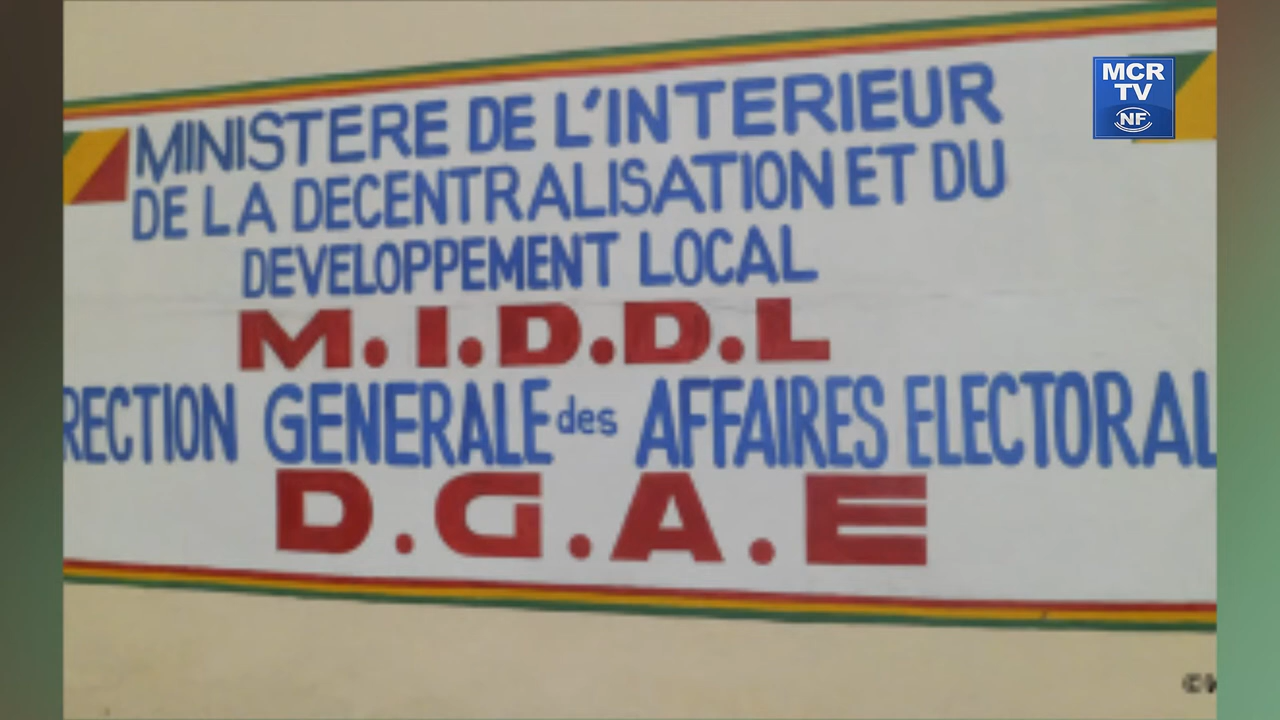 MCR
TV
NF
MINISTERE DE L'INTERIEUR
DE LA DECENTRALISATION ET DU
DEVELOPPEMENT LOCAL
M.I.D.D.L
RECTION GENERALE des AFFAIRES ELECTORAL
D.G.A.E